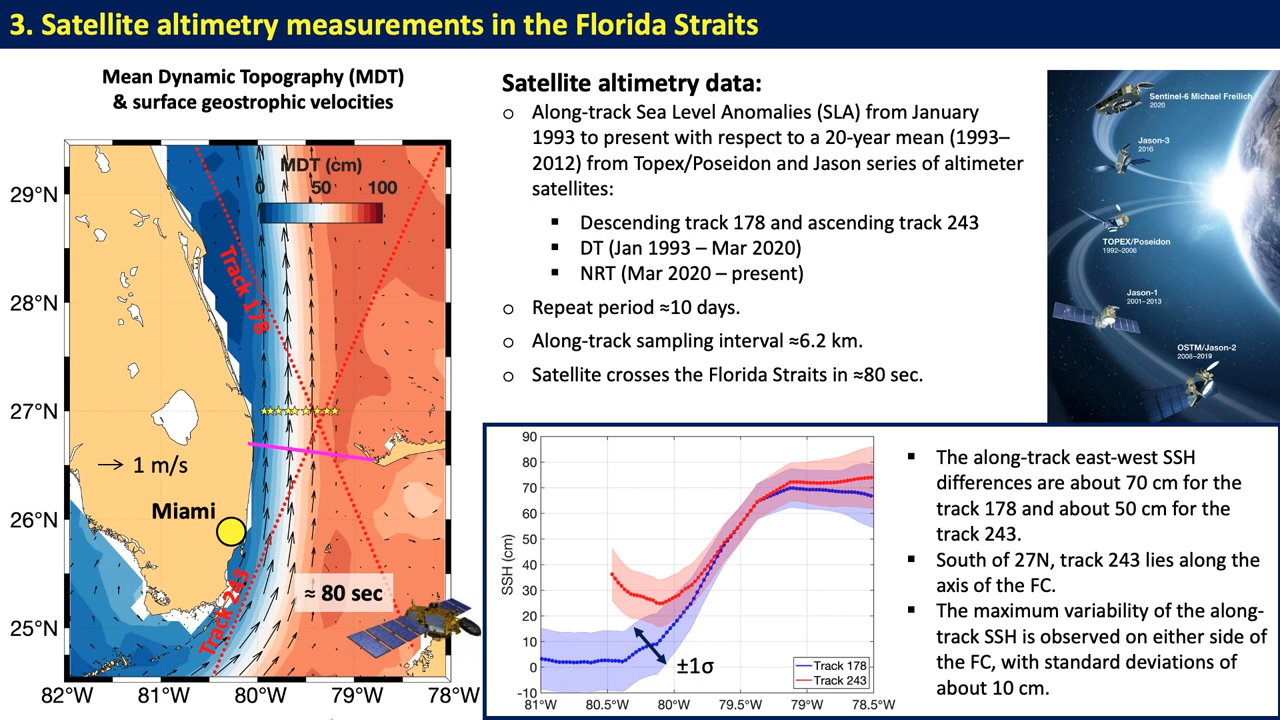 3. Satellite altimetry measurements in the Florida Straits
Mean Dynamic Topography (MDT)
& surface geostrophic velocities
MDT (cm)
0 50 100
29°N
28°N
27°N
26°N
25°N
82°W 81°W 80°W 79°W 78°W
Track 178
Track 243
1 m/s
Miami
≈ 80 sec
Satellite altimetry data:
o Along-track Sea Level Anomalies (SLA) from January
1993 to present with respect to a 20-year mean (1993–
2012) from Topex/Poseidon and Jason series of altimeter
satellites:
▪ Descending track 178 and ascending track 243
▪ DT (Jan 1993 – Mar 2020)
▪ NRT (Mar 2020 – present)
o Repeat period ≈10 days.
o Along-track sampling interval ≈6.2 km.
o Satellite crosses the Florida Straits in ≈80 sec.
Sentinel-6 Michael Freilich
2020
Jason-3
2016
TOPEX/Poseidon
1992–2006
Jason-1
2001–2013
OSTM/Jason-2
2008–2019
SSH (cm)
90
80
70
60
50
40
30
20
10
0
-10
81°W 80.5°W 80°W 79.5°W 79°W 78.5°W
±1σ
Track 178
Track 243
▪ The along-track east-west SSH
differences are about 70 cm for the
track 178 and about 50 cm for the
track 243.
▪ South of 27N, track 243 lies along the
axis of the FC.
▪ The maximum variability of the along-
track SSH is observed on either side of
the FC, with standard deviations of
about 10 cm.